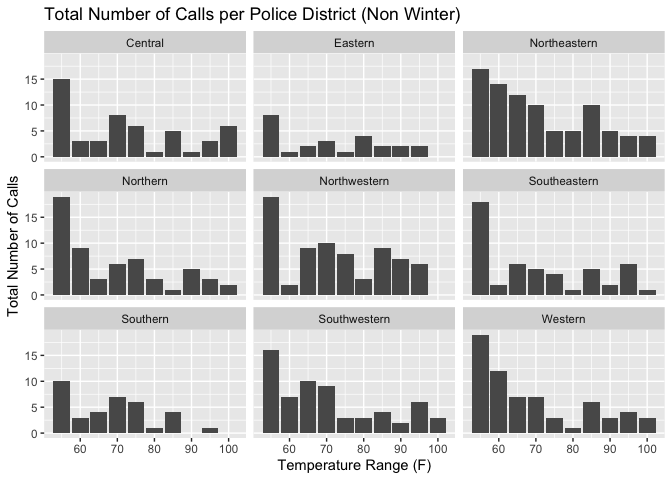 Total Number of Calls per Police District (Non Winter)
Central Eastern Northeastern
15
10
5
0
Northern Northwestern Southeastern
15
10
5
0
Southern Southwestern Western
15
10
5
0
60 70 80 90 100 60 70 80 90 100 60 70 80 90 100
Temperature Range (F)
Total Number of Calls